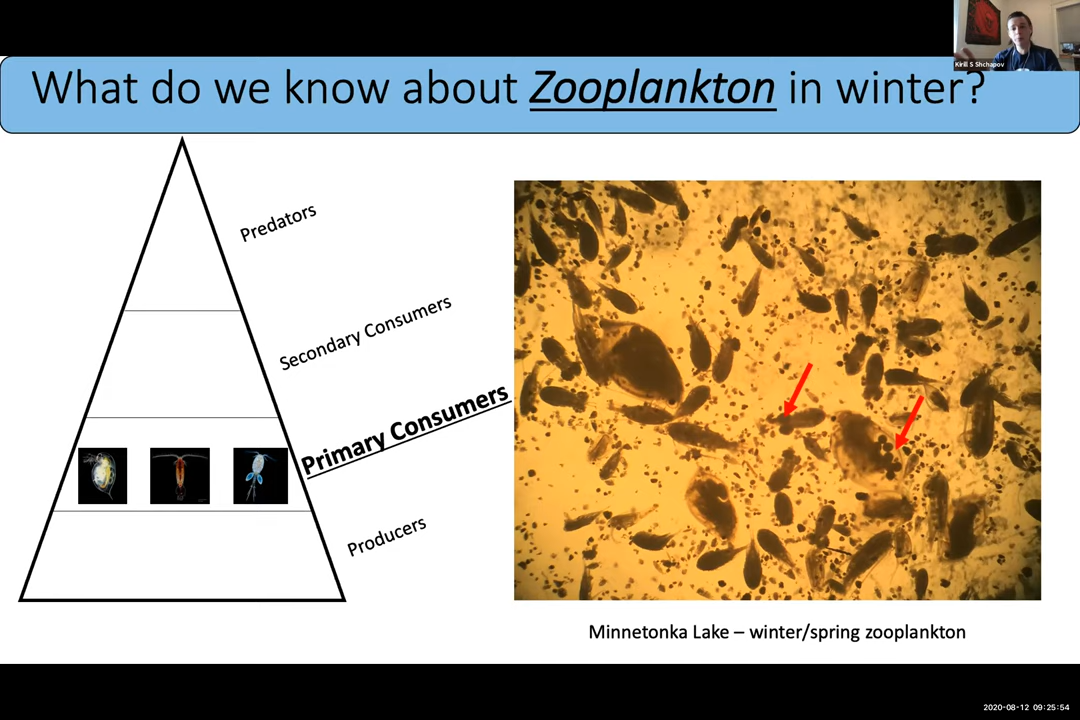 Kirill S Shchapov
What do we know about Zooplankton in winter?
Predators
Secondary Consumers
Primary Consumers
Producers
Minnetonka Lake – winter/spring zooplankton
2020-08-12 09:25:54